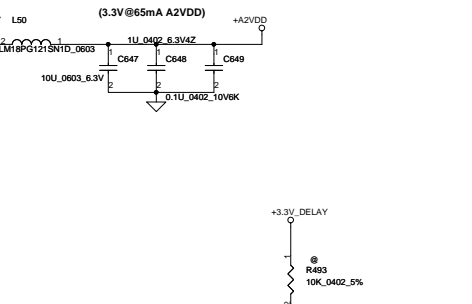 (3.3V@65mA A2VDD)
L50
+A2VDD
2
1
1U_0402_6.3V4Z
LM18PG121SN1D_0603
1
1
1
C647
C648
C649
10U_0603_6.3V
2
2
2
0.1U_0402_10V6K
+3.3V_DELAY
1
@
R493
10K_0402_5%
2